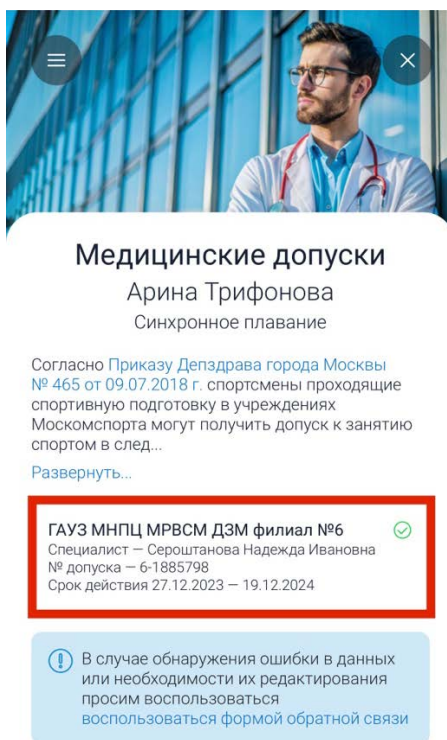 Медицинские допуски
Арина Трифонова
Синхронное плавание
Согласно Приказу Депздрава города Москвы
№ 465 от 09.07.2018 г. спортсмены проходящие
спортивную подготовку в учреждениях
Москомспорта могут получить допуск к занятию
спортом в след...
Развернуть...
ГАУЗ МНПЦ МРВСМ ДЗМ филиал №6
Специалист — Сероштанова Надежда Ивановна
№ допуска — 6-1885798
Срок действия 27.12.2023 — 19.12.2024
В случае обнаружения ошибки в данных
или необходимости их редактирования
просим воспользоваться
воспользоваться формой обратной связи